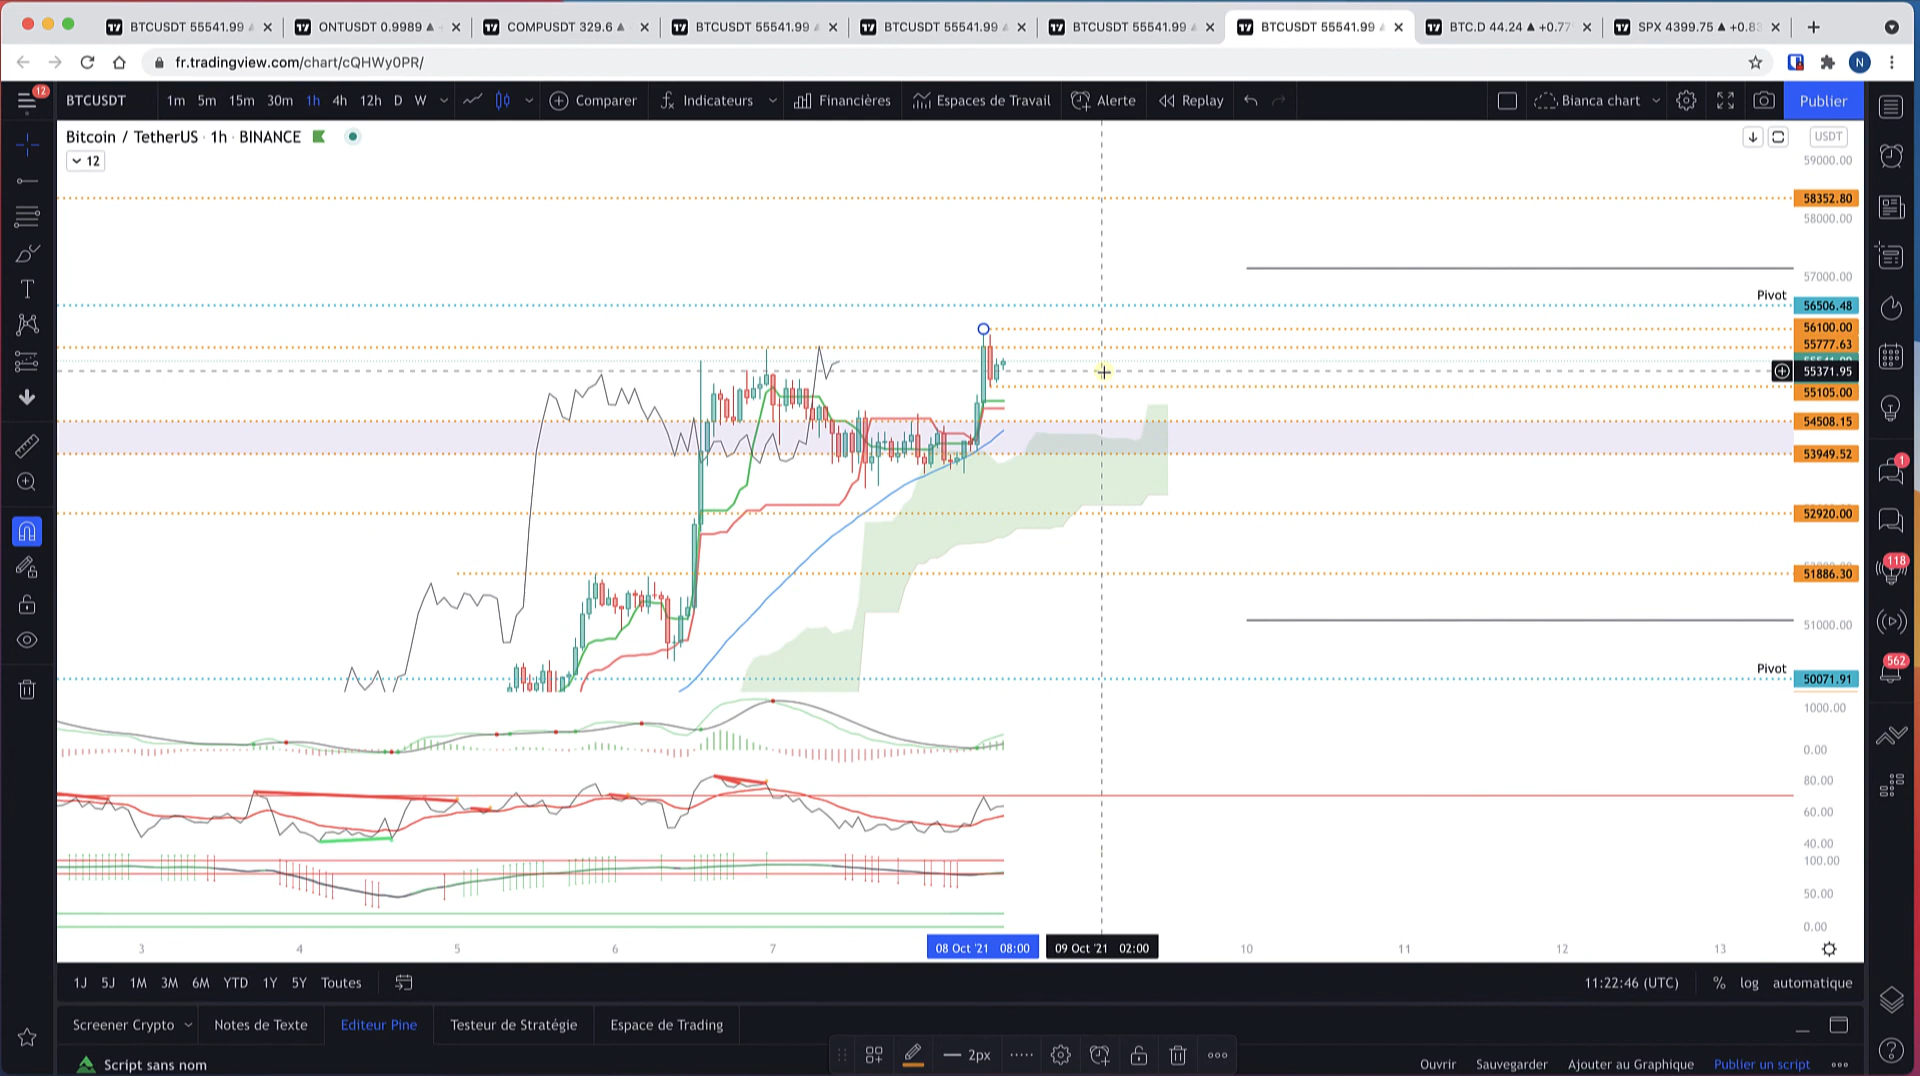 BTCUSDT 55541.99
ONTUSDT 0.9989 ▲
COMPUSDT 329.6 ▲
BTCUSDT 55541.99
BTCUSDT 55541.99
BTCUSDT 55541.99
BTCUSDT 55541.99
BTC.D 44.24 ▲ +0.77
SPX 4399.75 ▲ +0.83
fr.tradingview.com/chart/cQHWy0PR/
N
12
BTCUSDT 1m 5m 15m 30m 1h 4h 12h D W Comparer Indicateurs Financières Espaces de Travail Alerte Replay Bianca chart Publier
Bitcoin / TetherUS · 1h · BINANCE
12
USDT
59000.00
58352.80
58000.00
57000.00
Pivot
56506.48
56100.00
55777.63
55371.95
55105.00
54508.15
53949.52
52920.00
51886.30
51000.00
Pivot
50071.91
1000.00
0.00
80.00
60.00
40.00
100.00
50.00
0.00
1
118
562
3 4 5 6 7 08 Oct '21 08:00 09 Oct '21 02:00 10 11 12 13
1J 5J 1M 3M 6M YTD 1Y 5Y Toutes 11:22:46 (UTC) % log automatique
Screener Crypto Notes de Texte Editeur Pine Testeur de Stratégie Espace de Trading
2px
Script sans nom Ouvrir Sauvegarder Ajouter au Graphique Publier un script